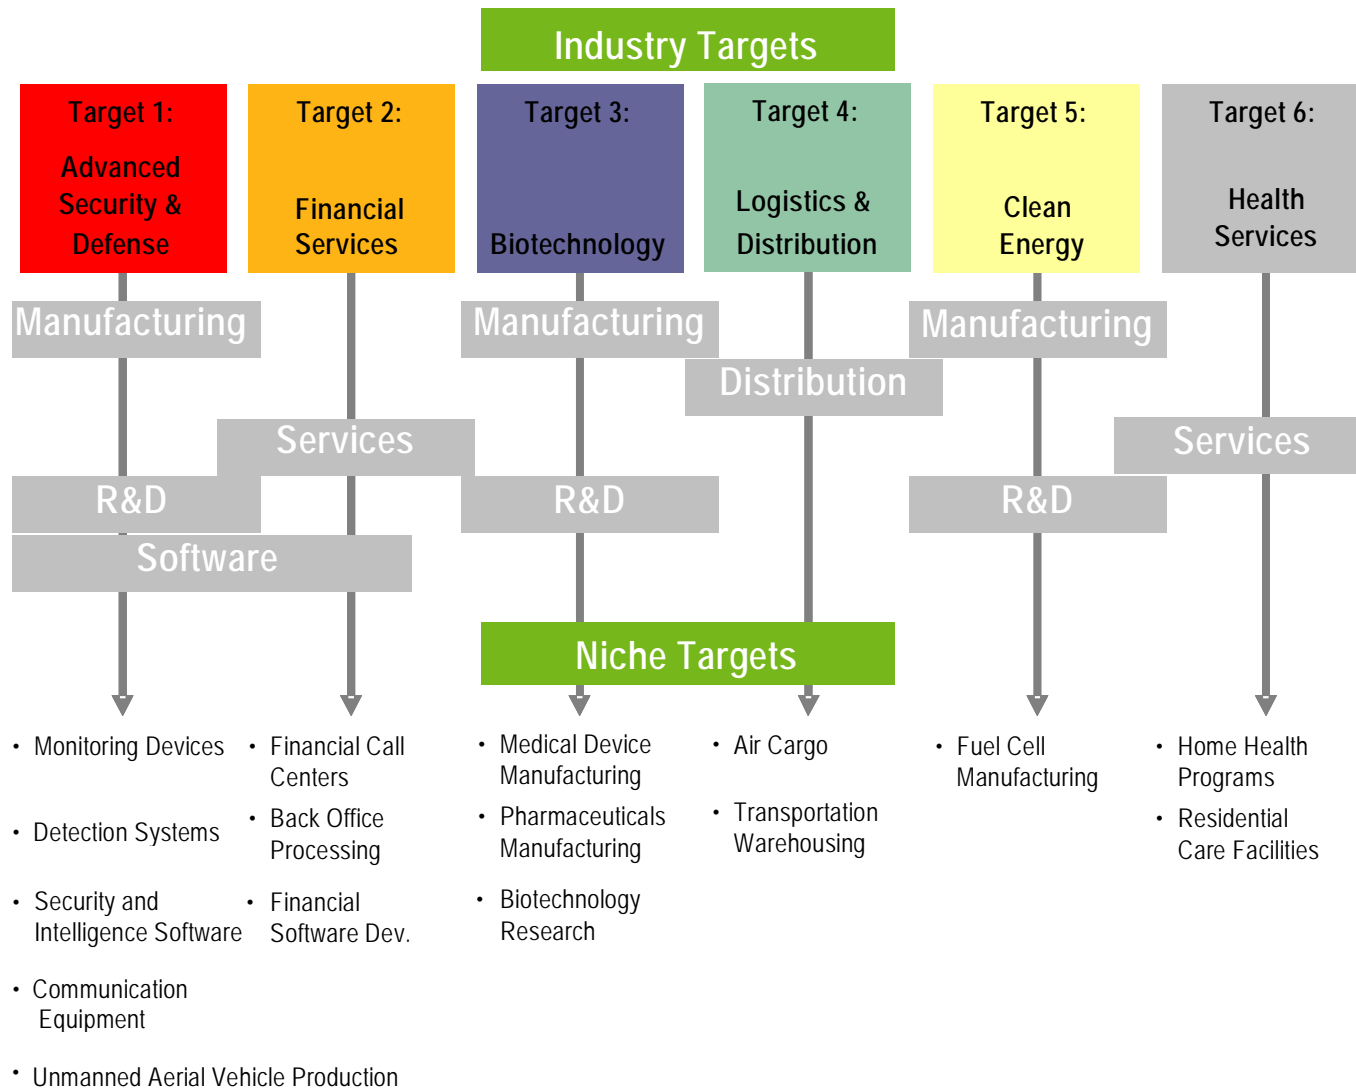 Industry Targets
Target 1:
Advanced
Security &
Defense
Target 2:
Financial
Services
Target 3:
Biotechnology
Target 4:
Logistics &
Distribution
Target 5:
Clean
Energy
Target 6:
Health
Services
Manufacturing
Manufacturing
Manufacturing
Distribution
Services
Services
R&D
R&D
R&D
Software
Niche Targets
• Monitoring Devices
• Detection Systems
• Security and
Intelligence Software
• Communication
Equipment
• Unmanned Aerial Vehicle Production
• Financial Call
Centers
• Back Office
Processing
• Financial
Software Dev.
• Medical Device
Manufacturing
• Pharmaceuticals
Manufacturing
• Biotechnology
Research
• Air Cargo
• Transportation
Warehousing
• Fuel Cell
Manufacturing
• Home Health
Programs
• Residential
Care Facilities